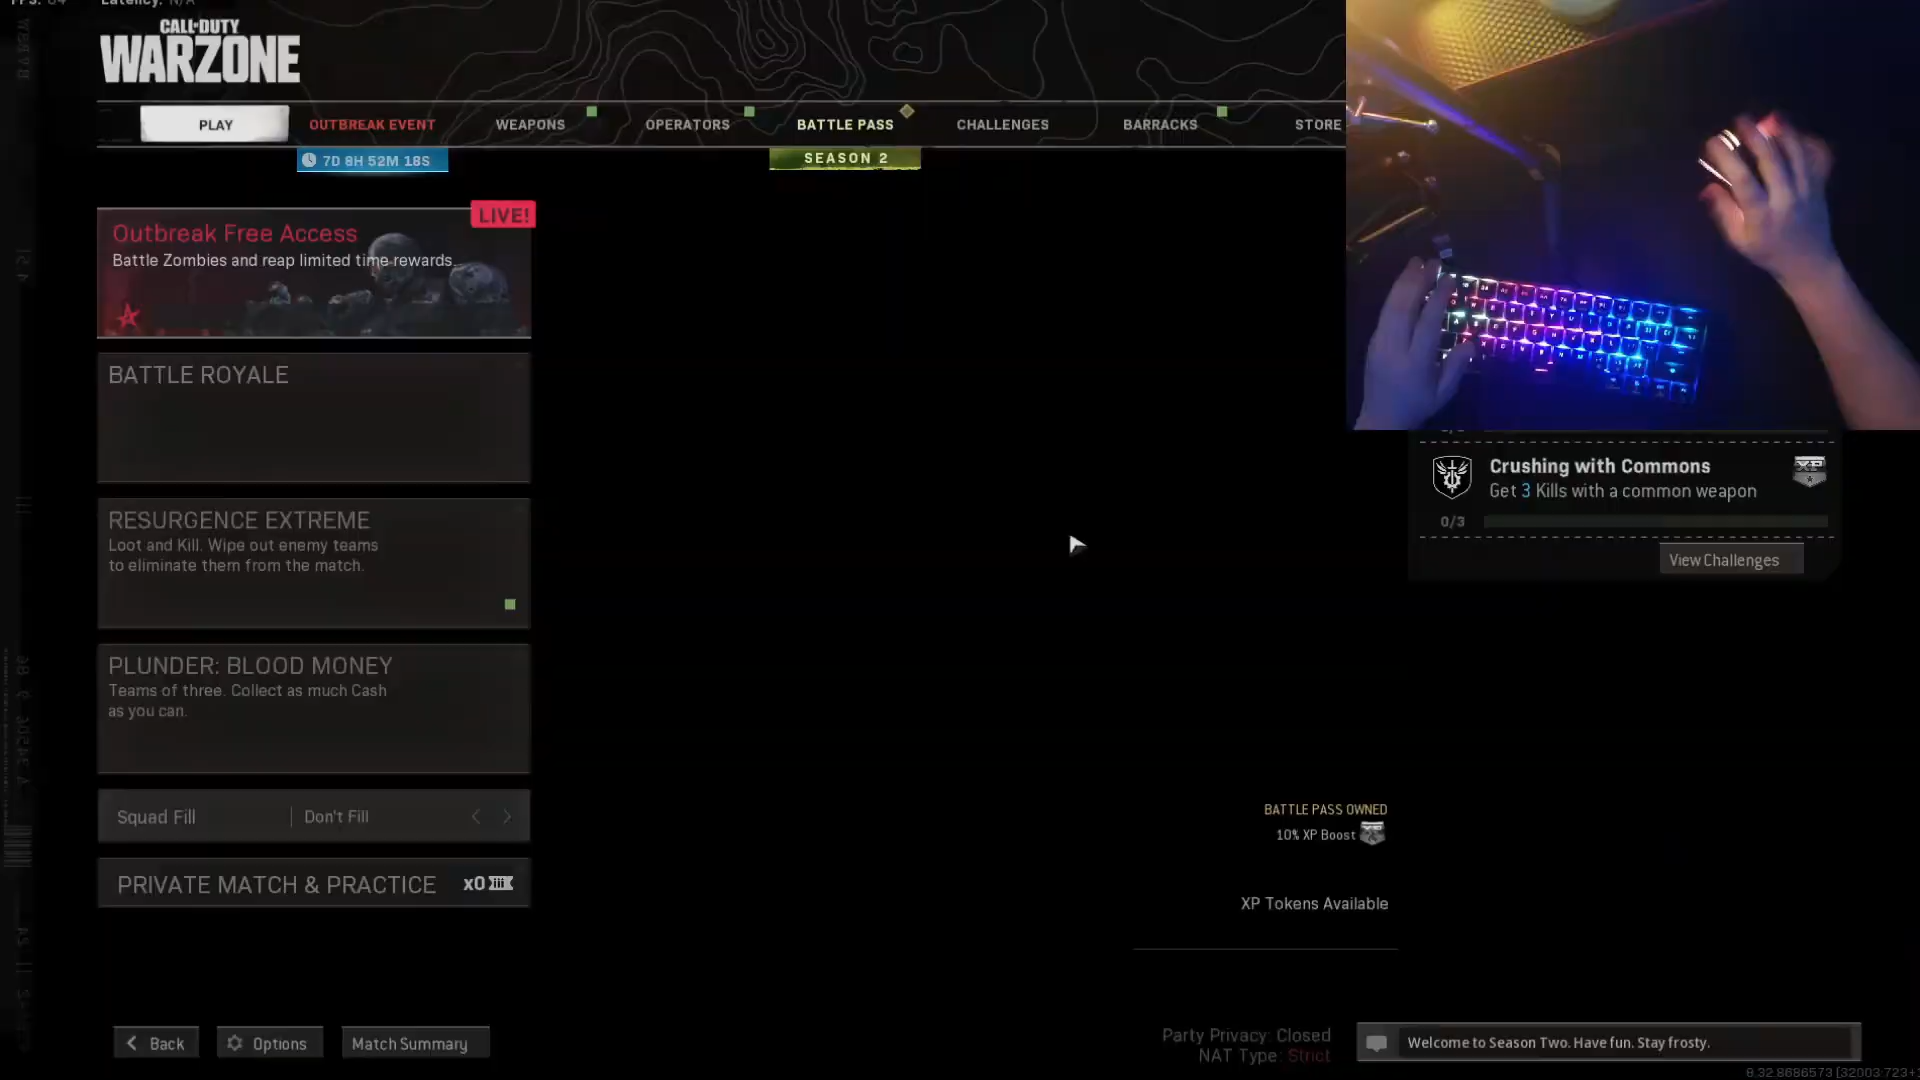 Latency: N/A
CALL OF DUTY
WARZONE
PLAY
OUTBREAK EVENT
WEAPONS
OPERATORS
BATTLE PASS
CHALLENGES
BARRACKS
STORE
7D 8H 52M 18S
SEASON 2
LIVE!
Outbreak Free Access
Battle Zombies and reap limited time rewards.
BATTLE ROYALE
RESURGENCE EXTREME
Loot and Kill. Wipe out enemy teams
to eliminate them from the match.
PLUNDER: BLOOD MONEY
Teams of three. Collect as much Cash
as you can.
Squad Fill
Don't Fill
PRIVATE MATCH & PRACTICE
x0
Crushing with Commons
XP
Get 3 Kills with a common weapon
0/3
View Challenges
BATTLE PASS OWNED
10% XP Boost
XP Tokens Available
Back
Options
Match Summary
Party Privacy: Closed
NAT Type: Strict
Welcome to Season Two. Have fun. Stay frosty.